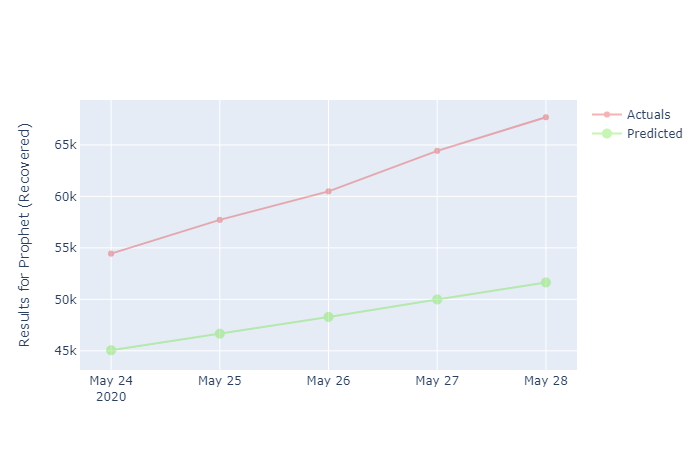 Results for Prophet (Recovered)
65k
60k
55k
50k
45k
May 24
2020
May 25
May 26
May 27
May 28
Actuals
Predicted